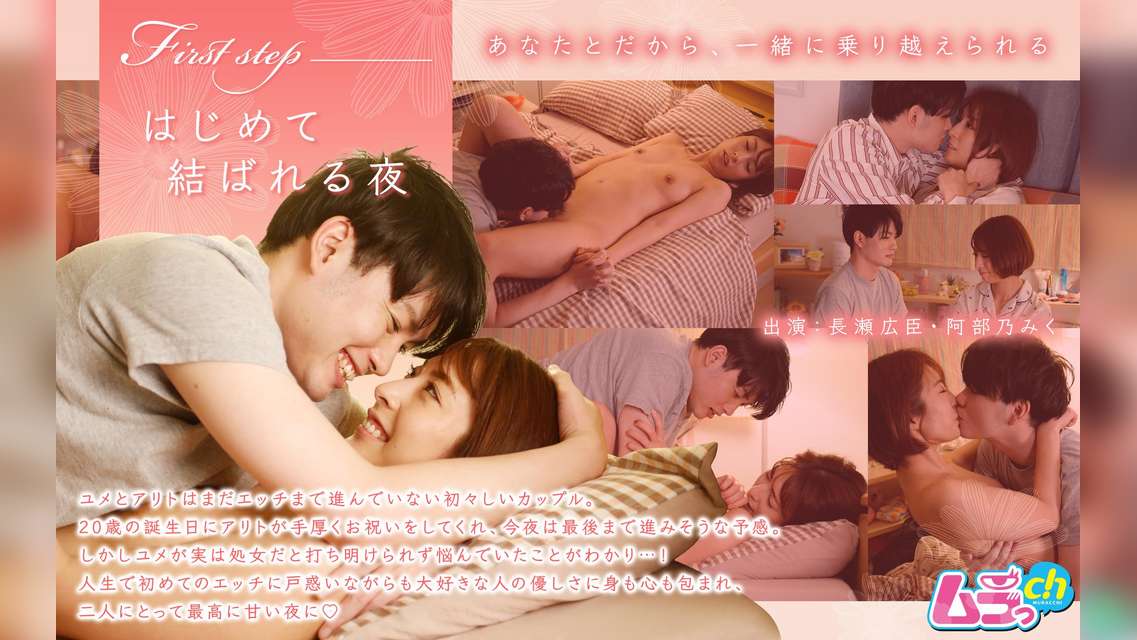 First step
はじめて
結ばれる夜
あなたとだから、一緒に乗り越えられる
出演：長瀬広臣・阿部乃みく
ユメとアリトはまだエッチまで進んでいない初々しいカップル。
20歳の誕生日にアリトが手厚くお祝いをしてくれ、今夜は最後まで進みそうな予感。
しかしユメが実は処女だと打ち明けられず悩んでいたことがわかり…！
人生で初めてのエッチに戸惑いながらも大好きな人の優しさに身も心も包まれ、
二人にとって最高に甘い夜に♡
ムラっch
MURACCHI